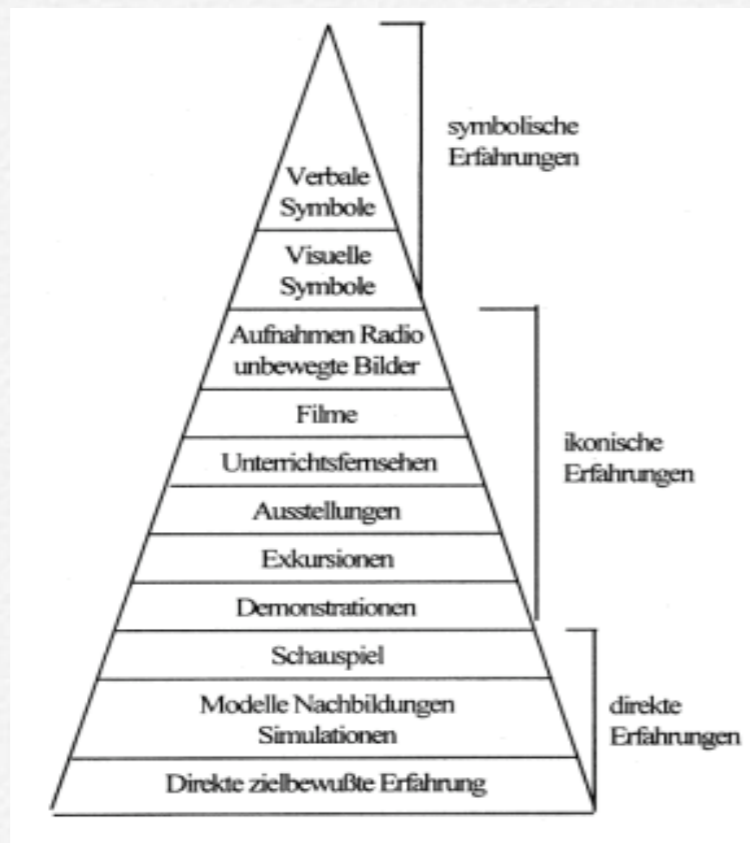 symbolische
Erfahrungen
Verbale
Symbole
Visuelle
Symbole
Aufnahmen Radio
unbewegte Bilder
Filme
ikonische
Erfahrungen
Unterrichtsfernsehen
Ausstellungen
Exkursionen
Demonstrationen
Schauspiel
Modelle Nachbildungen
Simulationen
direkte
Erfahrungen
Direkte zielbewußte Erfahrung